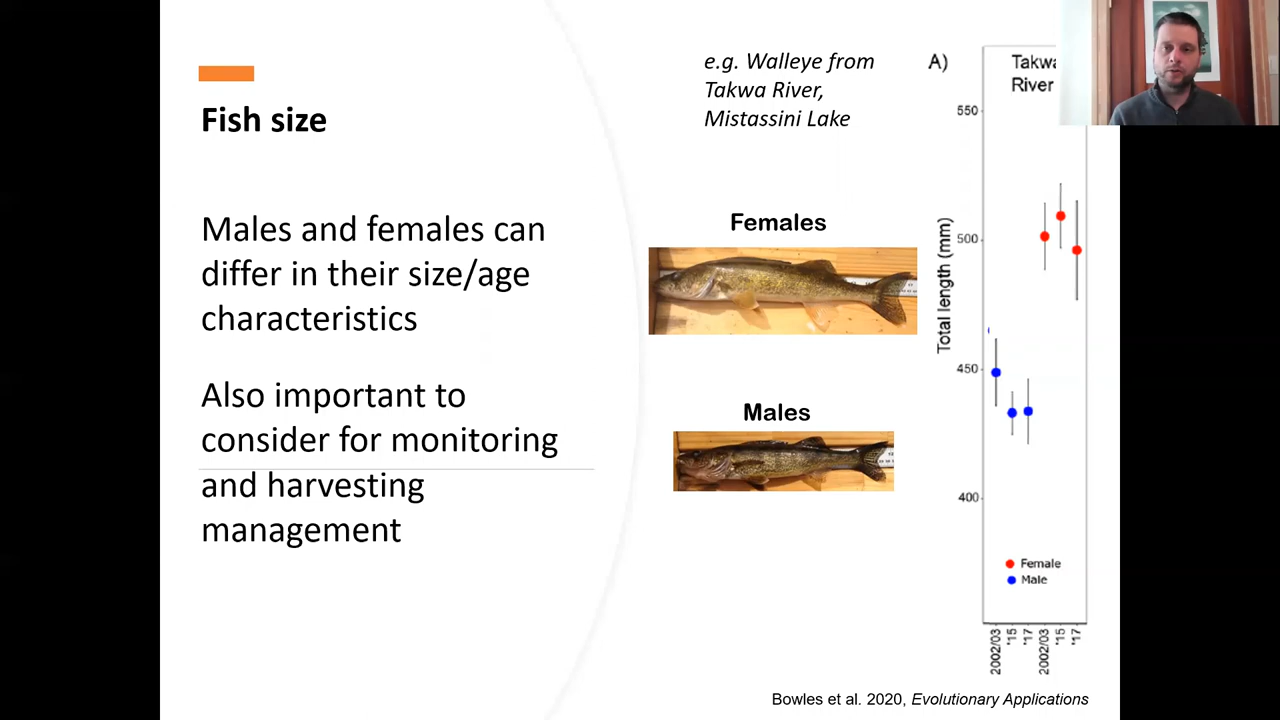 Fish size
Males and females can
differ in their size/age
characteristics
Also important to
consider for monitoring
and harvesting
management
e.g. Walleye from
Takwa River,
Mistassini Lake
Females
Males
A)
River
Total length (mm)
550
500
450
400
Female
Male
2002/03
'15
'17
2002/03
'15
'17
Bowles et al. 2020, Evolutionary Applications